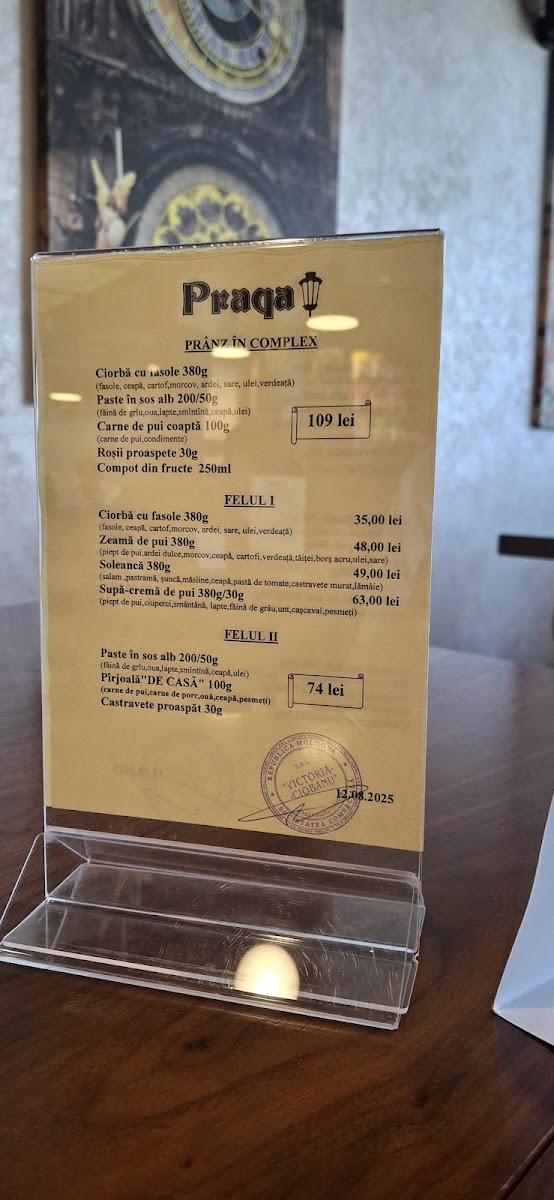 Praga
PRÂNZ ÎN COMPLEX
Ciorbă cu fasole 380g
(fasole, ceapă, cartof,morcov, ardei, sare, ulei,verdeață)
Paste în sos alb 200/50g
(făină de grîu,oua,lapte,smîntînă,ceapă,ulei)
Carne de pui coaptă 100g
(carne de pui,condimente)
109 lei
Roșii proaspete 30g
Compot din fructe 250ml
FELUL I
Ciorbă cu fasole 380g 35,00 lei
(fasole, ceapă, cartof,morcov, ardei, sare, ulei,verdeață)
Zeamă de pui 380g 48,00 lei
(piept de pui,ardei dulce,morcov,ceapă, cartofi,verdeață,tăiței,borș acru,ulei,sare)
Soleancă 380g 49,00 lei
(salam ,pastramă, șuncă,măsline,ceapă,pastă de tomate,castravete murat,lămâie)
Supă-cremă de pui 380g/30g 63,00 lei
(piept de pui,ciuperci,smântână, lapte,făină de grâu,unt,cașcaval,pesmeți)
FELUL II
Paste în sos alb 200/50g
(făină de grîu,oua,lapte,smîntînă,ceapă,ulei)
Pîrjoală"DE CASĂ" 100g
(carne de pui,carne de porc,ouă,ceapă,pesmeți)
74 lei
Castravete proaspăt 30g
REPUBLICA MOLDOVA
S.R.L.
"VICTORIA-
CIOBANU"
12.08.2025